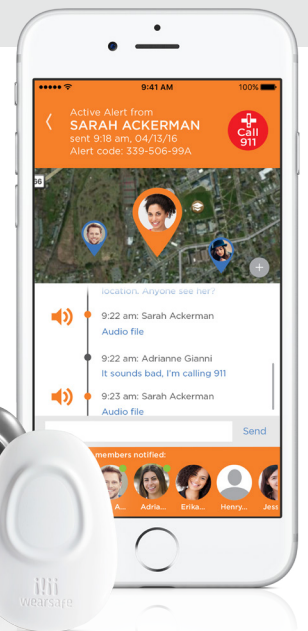 9:41 AM 100%
Active Alert from
SARAH ACKERMAN
sent 9:18 am, 04/13/16
Alert code: 339-506-99A
Call
911
66
location. Anyone see her?
9:22 am: Sarah Ackerman
Audio file
9:22 am: Adrianne Gianni
It sounds bad, I'm calling 911
9:23 am: Sarah Ackerman
Audio file
Send
members notified:
A... Adria... Erika... Henry... Jess
wearsafe